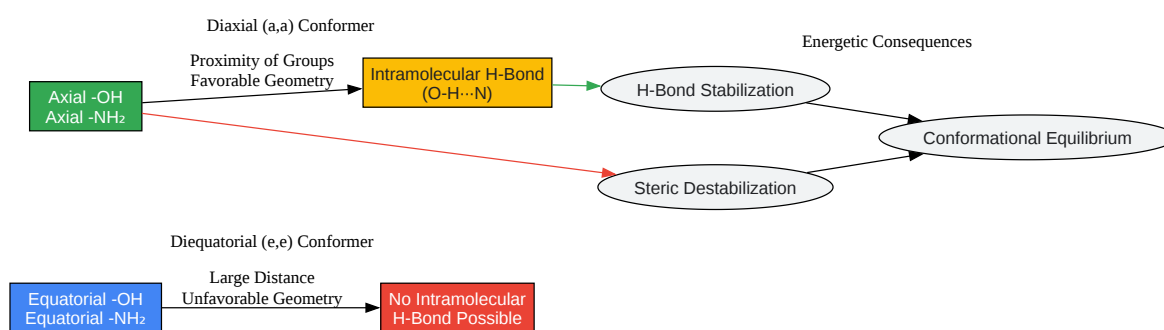 Diaxial (a,a) Conformer
Energetic Consequences
Proximity of Groups
Favorable Geometry
Axial -OH
Axial -NH₂
Intramolecular H-Bond
(O-H···N)
H-Bond Stabilization
Conformational Equilibrium
Steric Destabilization
Diequatorial (e,e) Conformer
Large Distance
Unfavorable Geometry
Equatorial -OH
Equatorial -NH₂
No Intramolecular
H-Bond Possible